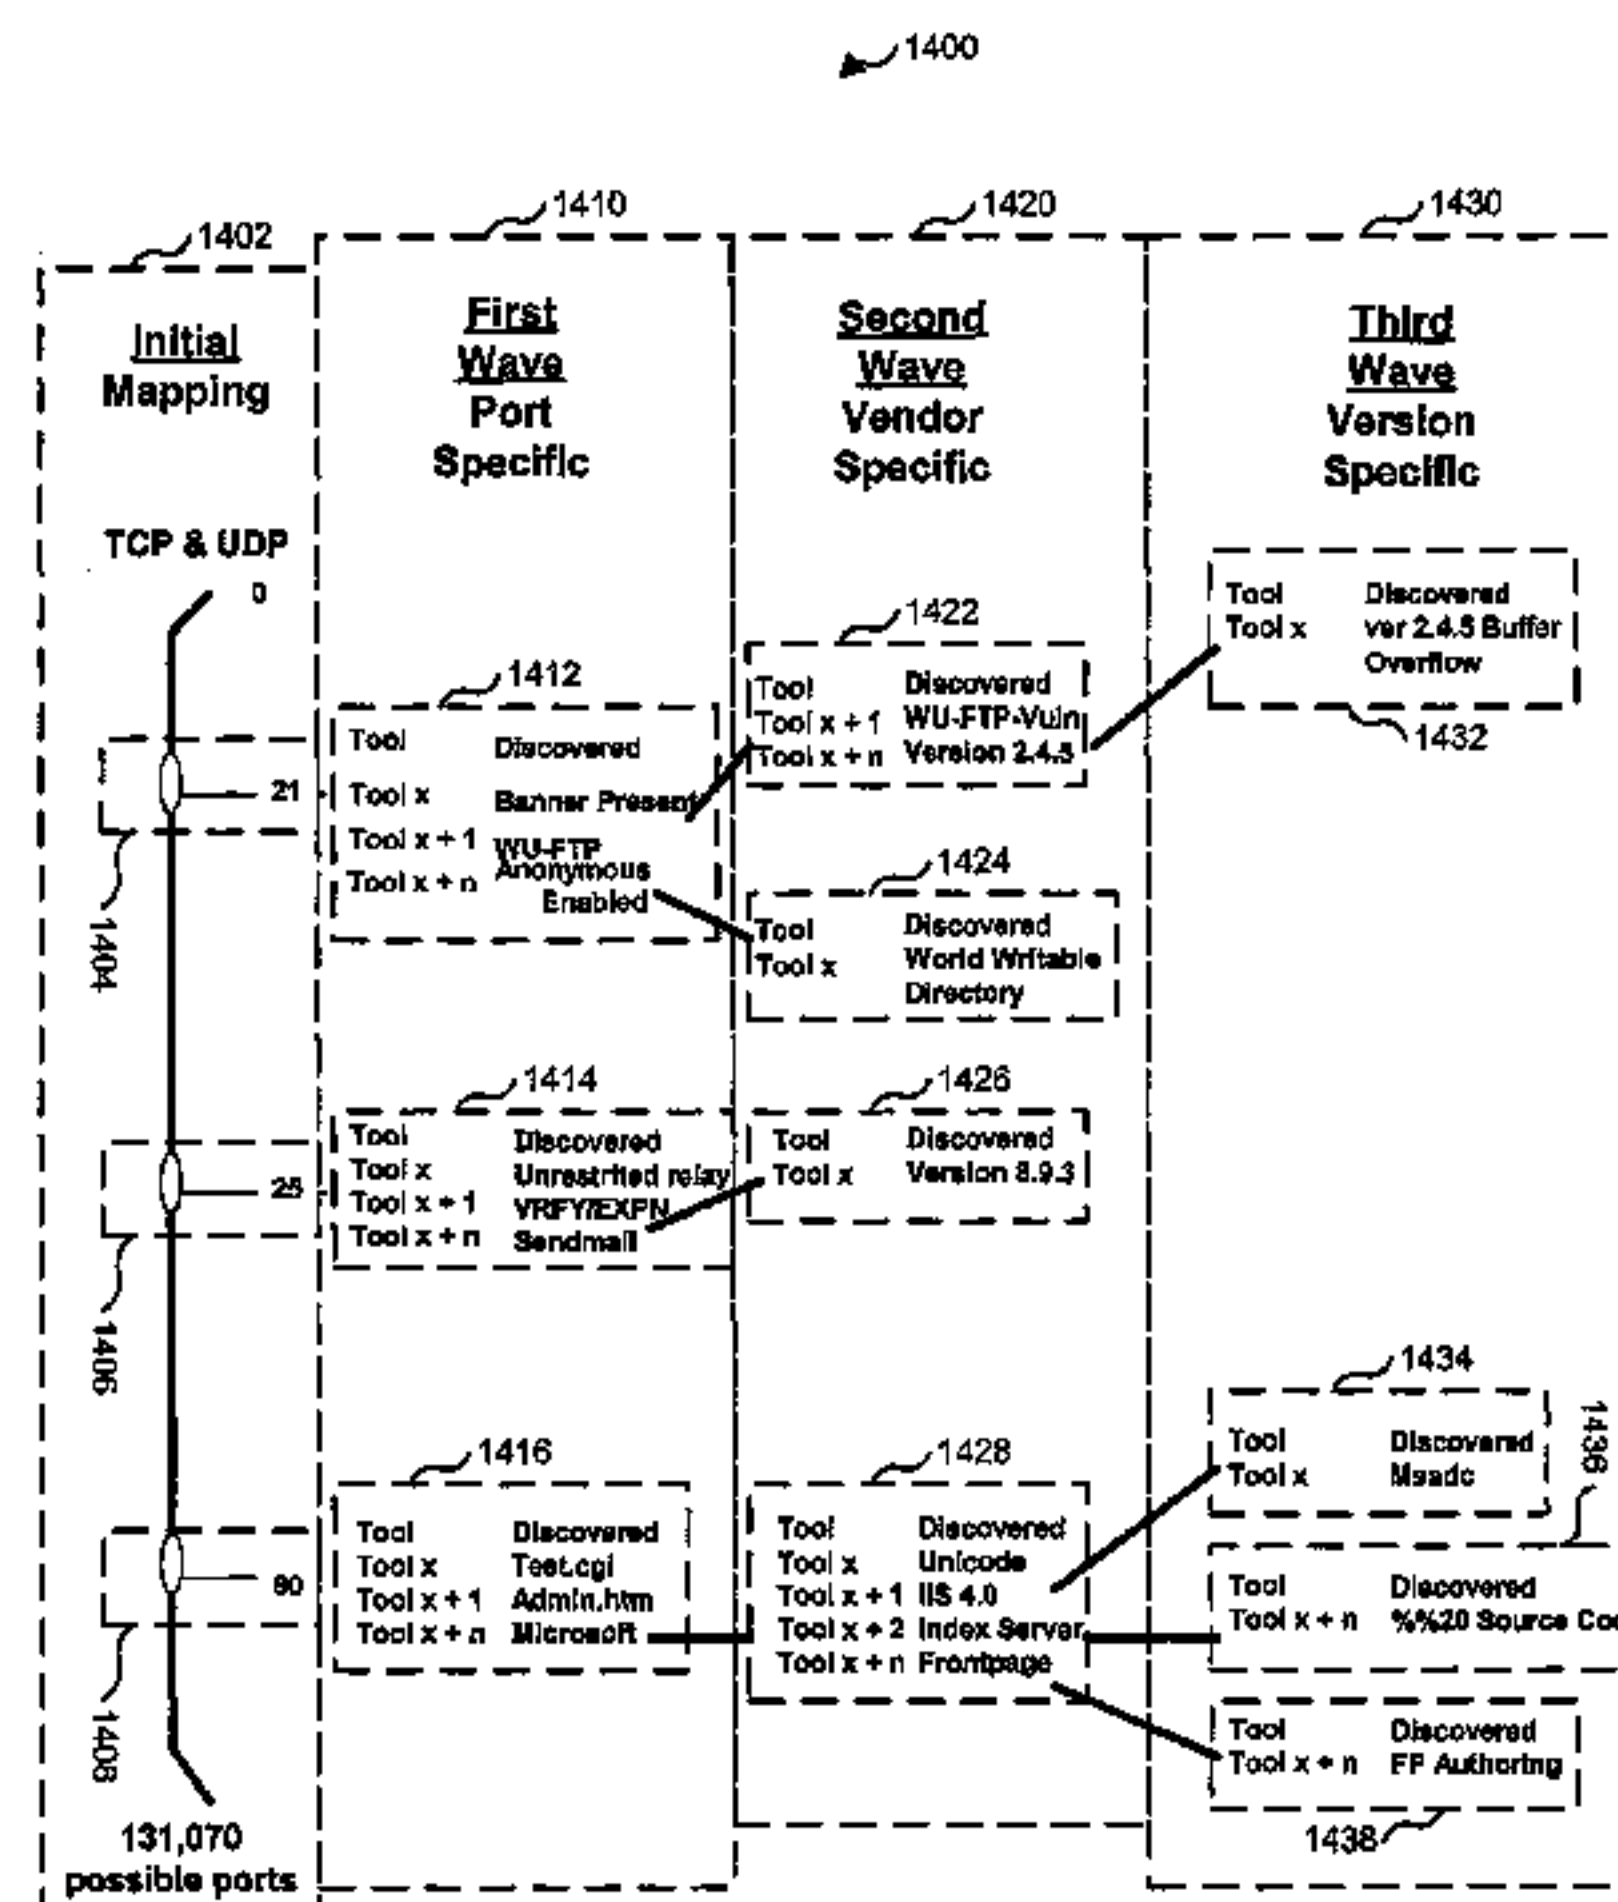 1400
1402
Initial
Mapping
TCP & UDP
0
21
1404
25
1406
80
1408
131,070
possible ports
1410
First
Wave
Port
Specific
1412
Tool Discovered
Tool x Banner Present
Tool x + 1 WU-FTP
Tool x + n Anonymous
Enabled
1414
Tool Discovered
Tool x Unrestrited relay
Tool x + 1 VRFY/EXPN
Tool x + n Sendmail
1416
Tool Discovered
Tool x Test.cgi
Tool x + 1 Admin.htm
Tool x + n Microsoft
1420
Second
Wave
Vendor
Specific
1422
Tool Discovered
Tool x + 1 WU-FTP-Vuln
Tool x + n Version 2.4.5
1424
Tool Discovered
Tool x World Writable
Directory
1426
Tool Discovered
Tool x Version 8.9.3
1428
Tool Discovered
Tool x Unicode
Tool x + 1 IIS 4.0
Tool x + 2 Index Server
Tool x + n Frontpage
1430
Third
Wave
Version
Specific
Tool Discovered
Tool x ver 2.4.5 Buffer
Overflow
1432
1434
Tool Discovered
Tool x Msadc
1436
Tool Discovered
Tool x + n %%20 Source
Tool Discovered
Tool x + n FP Authoring
1438